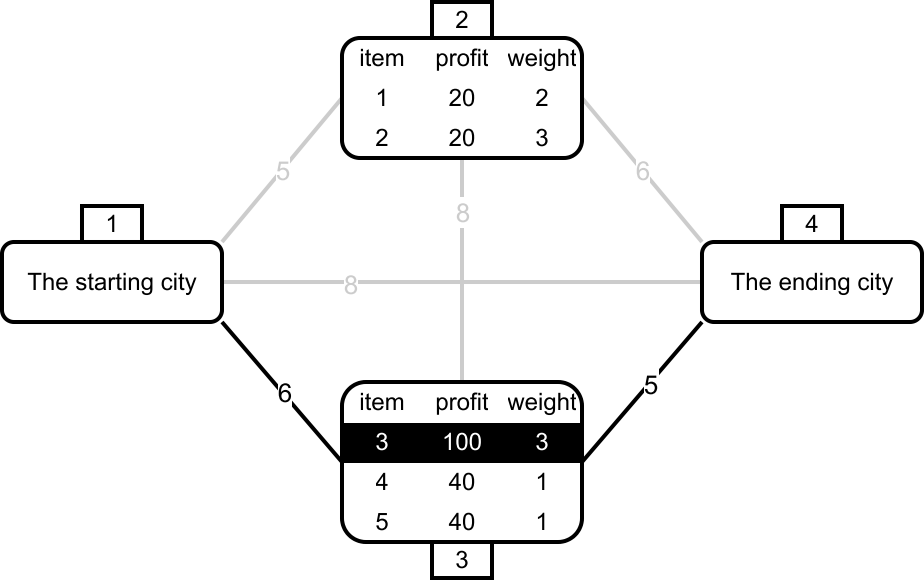 2
item profit weight
1 20 2
2 20 3
5
6
8
1
4
The starting city
The ending city
8
6
5
item profit weight
3 100 3
4 40 1
5 40 1
3